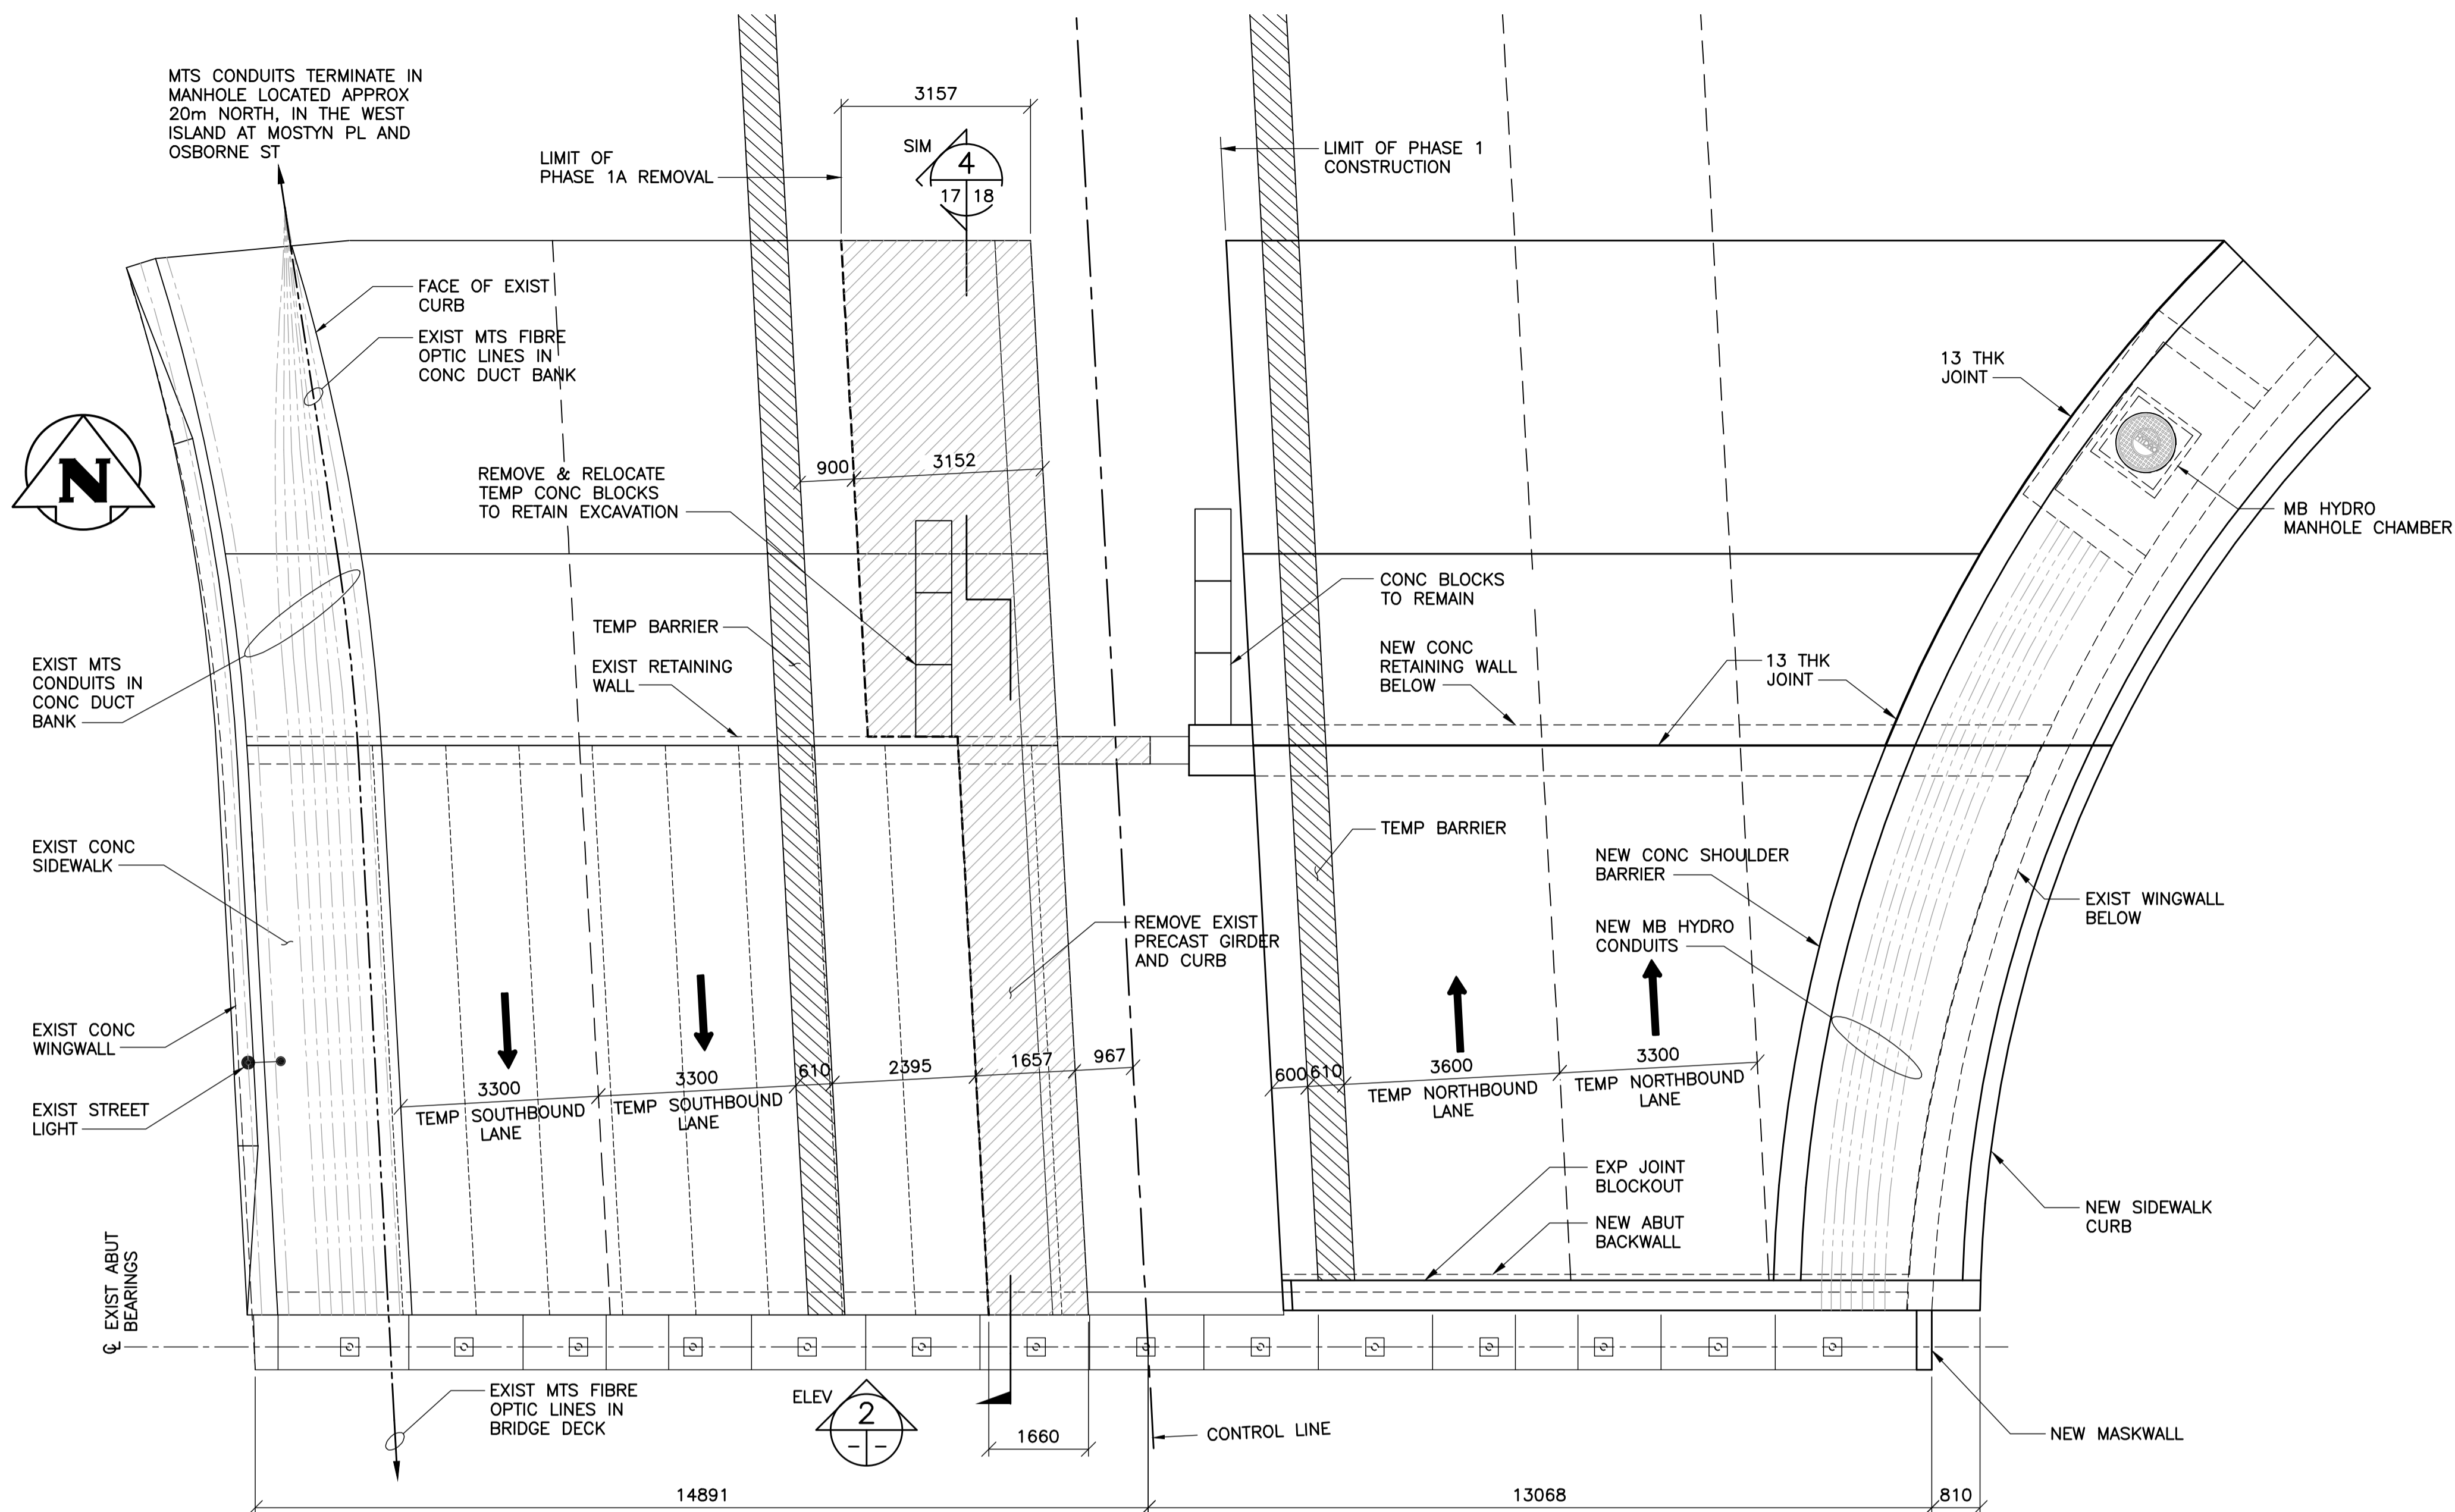 MTS CONDUITS TERMINATE IN
MANHOLE LOCATED APPROX
20m NORTH, IN THE WEST
ISLAND AT MOSTYN PL AND
OSBORNE ST
LIMIT OF
PHASE 1A REMOVAL
3157
SIM
4
17 18
LIMIT OF PHASE 1
CONSTRUCTION
FACE OF EXIST
CURB
EXIST MTS FIBRE
OPTIC LINES IN
CONC DUCT BANK
13 THK
JOINT
N
REMOVE & RELOCATE
TEMP CONC BLOCKS
TO RETAIN EXCAVATION
900
3152
MB HYDRO
MANHOLE CHAMBER
CONC BLOCKS
TO REMAIN
TEMP BARRIER
EXIST RETAINING
WALL
NEW CONC
RETAINING WALL
BELOW
13 THK
JOINT
EXIST MTS
CONDUITS IN
CONC DUCT
BANK
TEMP BARRIER
EXIST CONC
SIDEWALK
NEW CONC SHOULDER
BARRIER
EXIST WINGWALL
BELOW
REMOVE EXIST
PRECAST GIRDER
AND CURB
NEW MB HYDRO
CONDUITS
EXIST CONC
WINGWALL
EXIST STREET
LIGHT
3300
TEMP SOUTHBOUND
LANE
3300
TEMP SOUTHBOUND
LANE
610
2395
1657
967
600
610
3600
TEMP NORTHBOUND
LANE
3300
TEMP NORTHBOUND
LANE
EXP JOINT
BLOCKOUT
NEW ABUT
BACKWALL
NEW SIDEWALK
CURB
℄ EXIST ABUT
BEARINGS
EXIST MTS FIBRE
OPTIC LINES IN
BRIDGE DECK
ELEV
2
- -
1660
CONTROL LINE
NEW MASKWALL
14891
13068
810